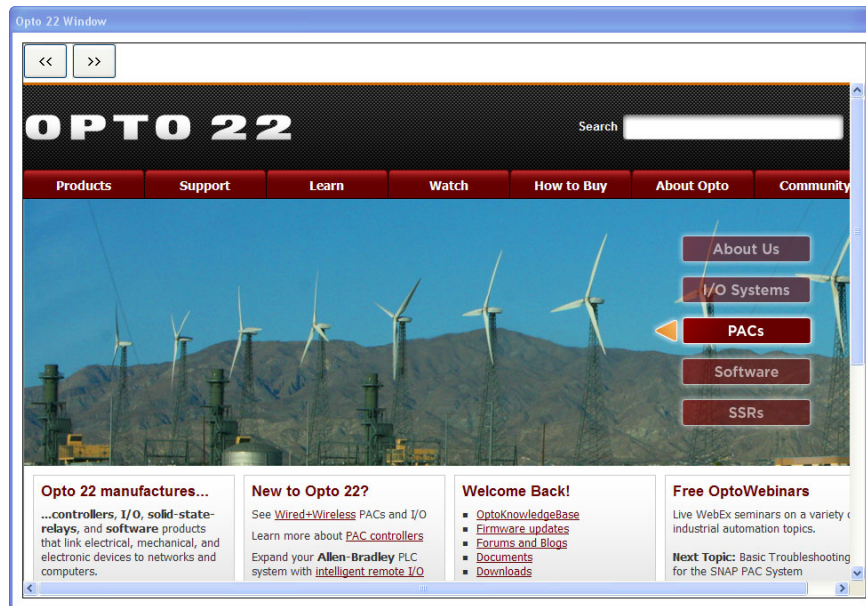 Opto 22 Window
<< >>
OPTO 22
Search
Products Support Learn Watch How to Buy About Opto Community
About Us
I/O Systems
PACs
Software
SSRs
Opto 22 manufactures...
...controllers, I/O, solid-state-
relays, and software products
that link electrical, mechanical, and
electronic devices to networks and
computers.
New to Opto 22?
See Wired+Wireless PACs and I/O
Learn more about PAC controllers
Expand your Allen-Bradley PLC
system with intelligent remote I/O
Welcome Back!
OptoKnowledgeBase
Firmware updates
Forums and Blogs
Documents
Downloads
Free OptoWebinars
Live WebEx seminars on a variety
industrial automation topics.
Next Topic: Basic Troubleshooting
for the SNAP PAC System